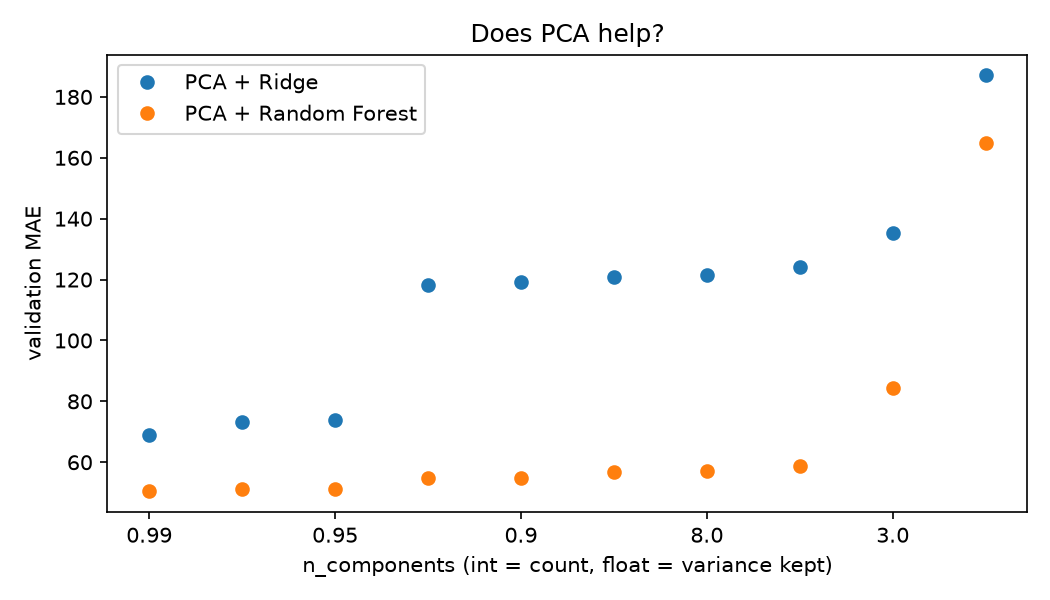 Does PCA help?
PCA + Ridge
PCA + Random Forest
validation MAE
180
160
140
120
100
80
60
0.99 0.95 0.9 8.0 3.0
n_components (int = count, float = variance kept)